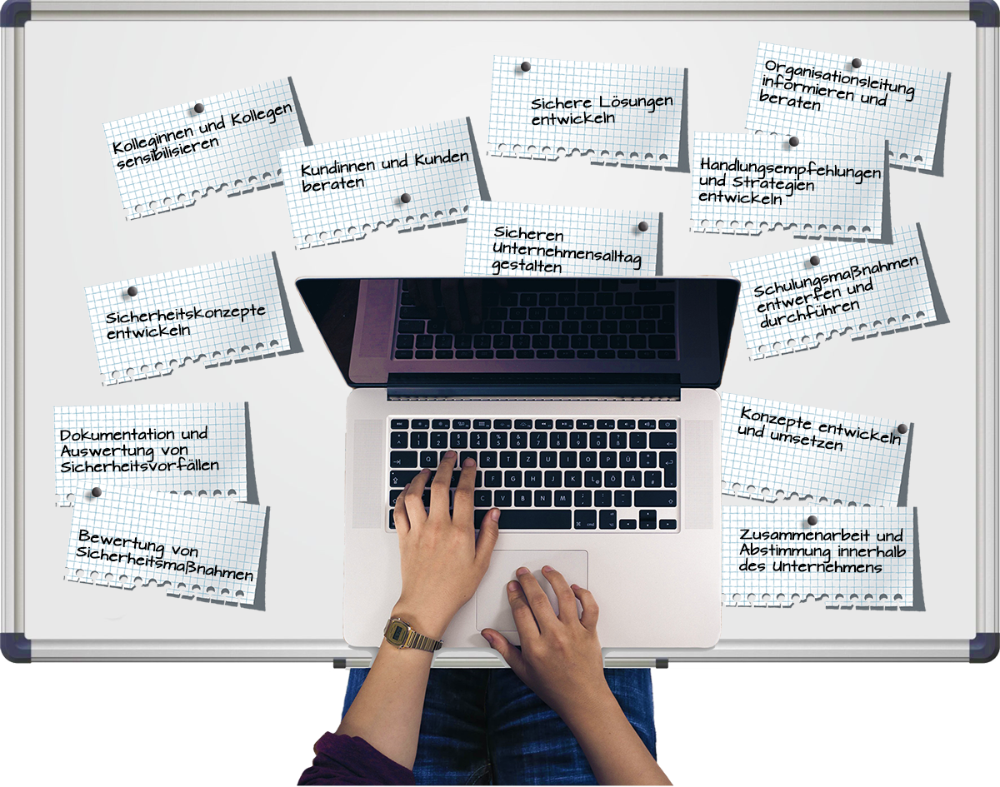 Kolleginnen und Kollegen
sensibilisieren
Kundinnen und Kunden
beraten
Sichere Lösungen
entwickeln
Organisationsleitung
informieren und
beraten
Handlungsempfehlungen
und Strategien
entwickeln
Sicheren
Unternehmensalltag
gestalten
Schulungsmaßnahmen
entwerfen und
durchführen
Sicherheitskonzepte
entwickeln
Dokumentation und
Auswertung von
Sicherheitsvorfällen
Bewertung von
Sicherheitsmaßnahmen
Konzepte entwickeln
und umsetzen
Zusammenarbeit und
Abstimmung innerhalb
des Unternehmens